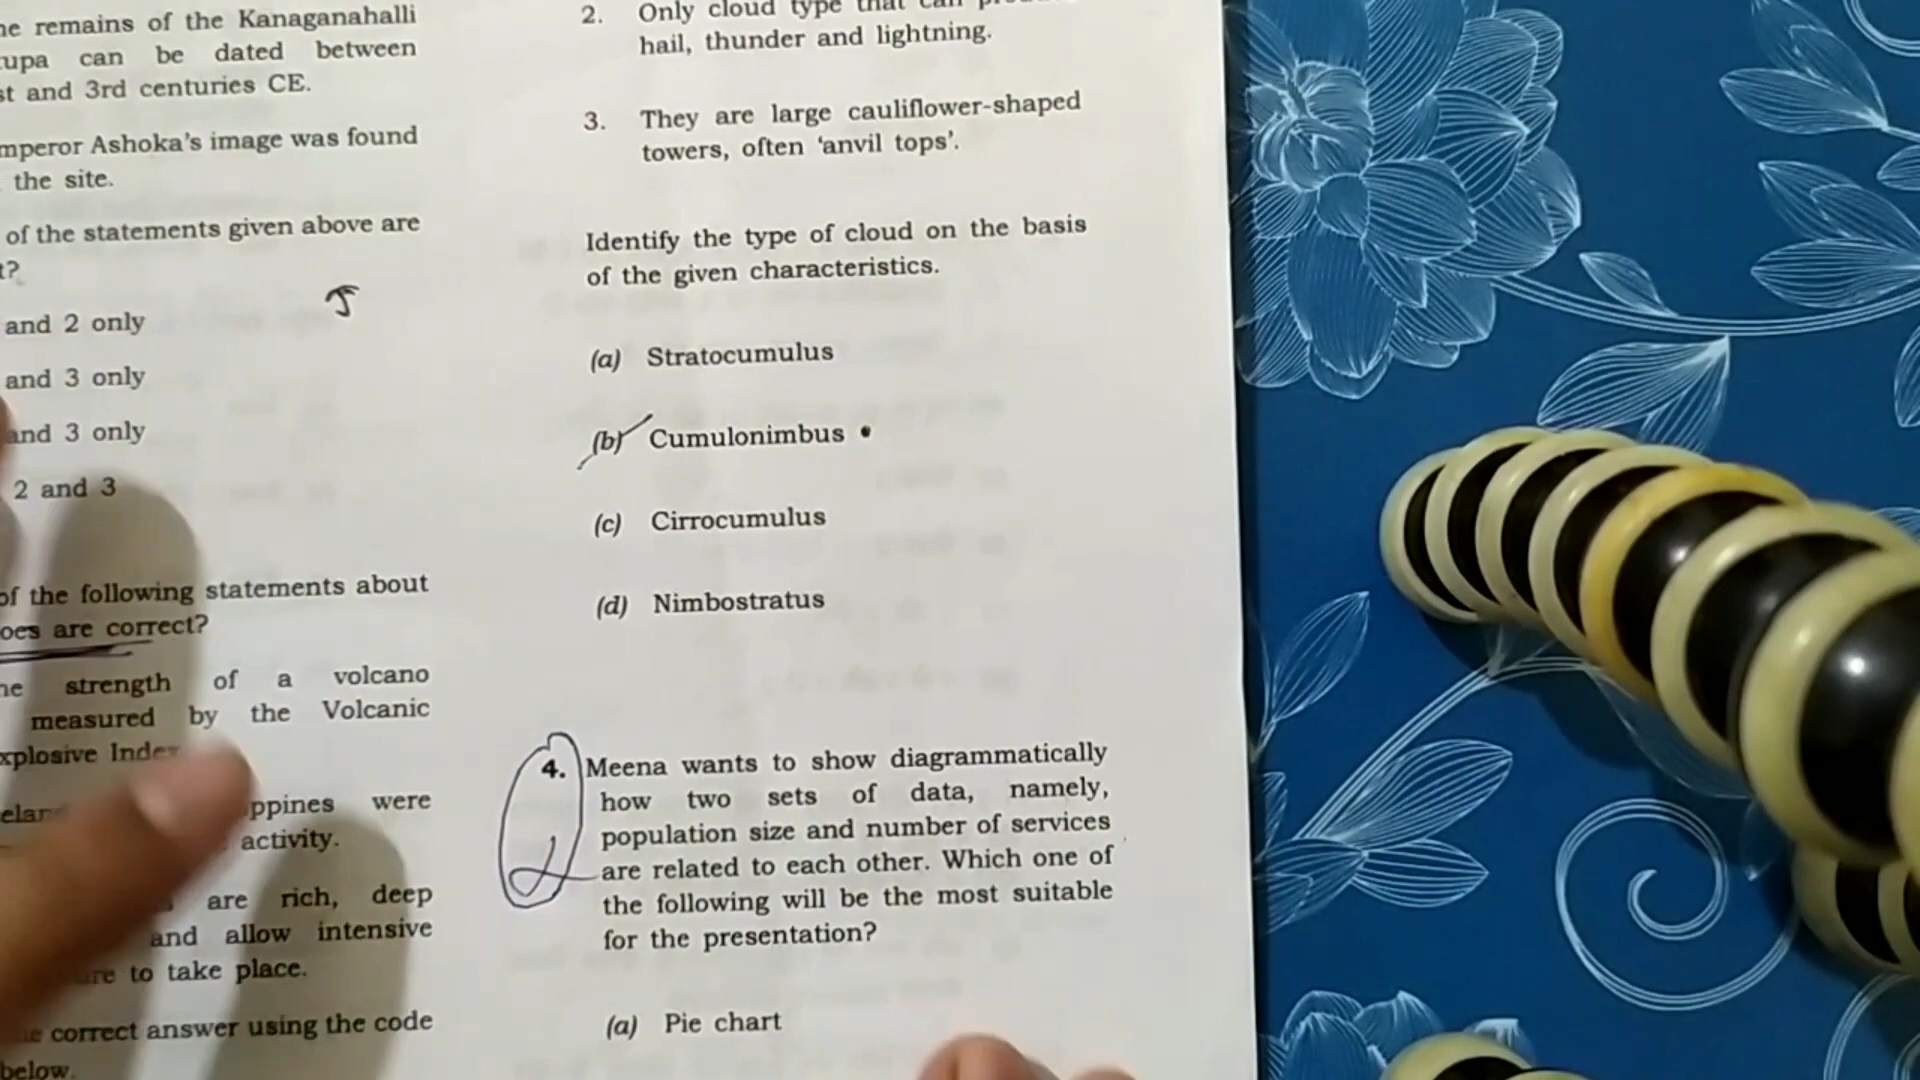 remains of the Kanaganahalli
can be dated between
and 3rd centuries CE.
Ashoka's image was found
the site.
of the statements given above are
and 2 only
and 3 only
and 3 only
2 and 3
of the following statements about
are correct?
strength of a volcano
measured by the Volcanic
activity.
were
are rich, deep
and allow intensive
to take place.
correct answer using the code
below.
2. Only cloud type that can
hail, thunder and lightning.
3. They are large cauliflower-shaped
towers, often 'anvil tops'.
Identify the type of cloud on the basis
of the given characteristics.
(a) Stratocumulus
(b) Cumulonimbus
(c) Cirrocumulus
(d) Nimbostratus
4. Meena wants to show diagrammatically
how two sets of data, namely,
population size and number of services
are related to each other. Which one of
the following will be the most suitable
for the presentation?
(a) Pie chart